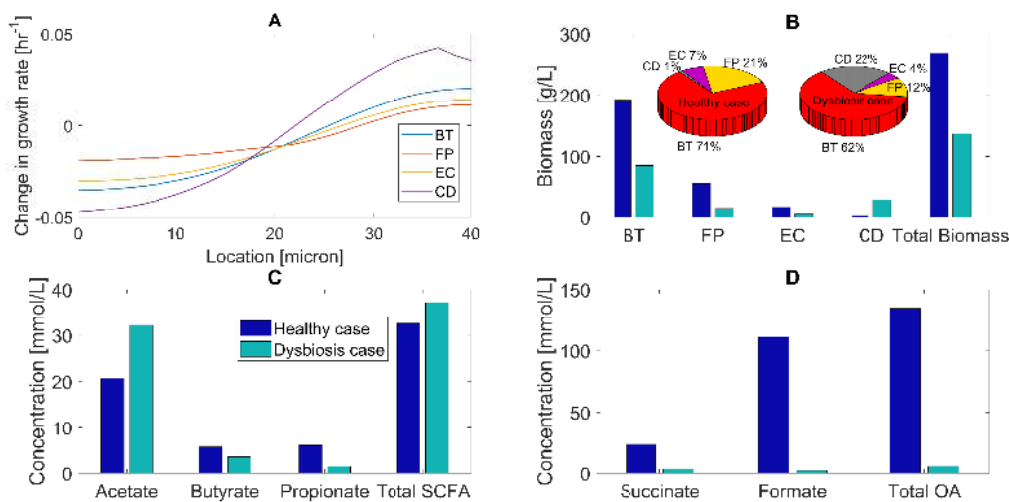 A
Change in growth rate [hr⁻¹]
0.05
0
-0.05
0
10
20
30
40
Location [micron]
BT
FP
EC
CD
B
Biomass [g/L]
300
200
100
0
BT
FP
EC
CD
Total Biomass
CD 1%
EC 7%
FP 21%
Healthy case
BT 71%
CD 22%
EC 4%
FP 12%
Dysbiosis case
BT 62%
C
Concentration [mmol/L]
40
30
20
10
0
Acetate
Butyrate
Propionate
Total SCFA
Healthy case
Dysbiosis case
D
Concentration [mmol/L]
150
100
50
0
Succinate
Formate
Total OA